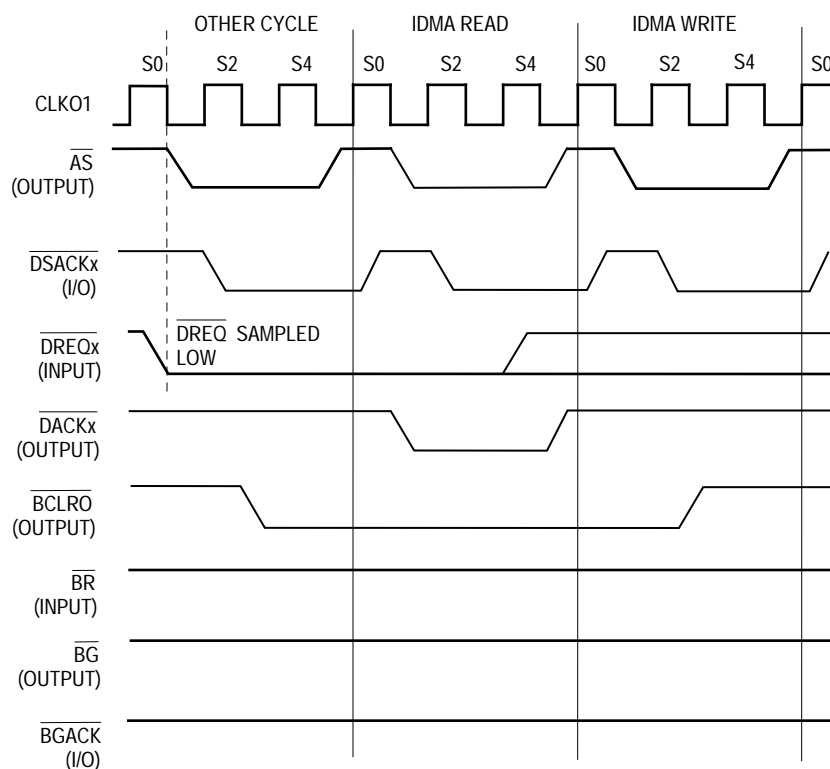 OTHER CYCLE IDMA READ IDMA WRITE
S0 S2 S4 S0 S2 S4 S0 S2 S4 S0
CLKO1
AS
(OUTPUT)
DSACKx
(I/O)
DREQx
(INPUT)
DREQ SAMPLED
LOW
DACKx
(OUTPUT)
BCLRO
(OUTPUT)
BR
(INPUT)
BG
(OUTPUT)
BGACK
(I/O)